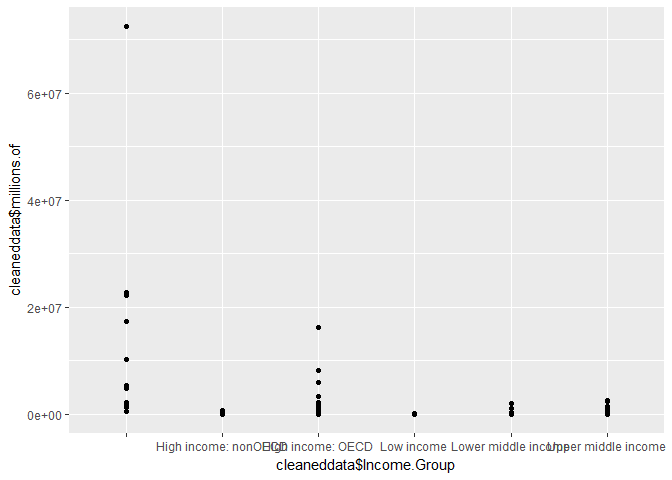 6e+07
4e+07
2e+07
0e+00
cleaneddata$millions.of
High income: nonOECD
High income: OECD
Low income
Lower middle income
Upper middle income
cleaneddata$Income.Group